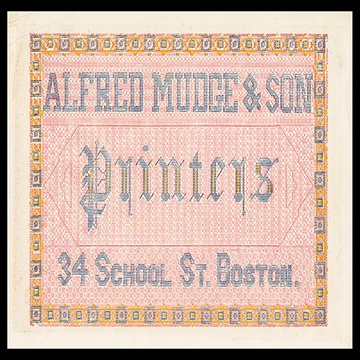 ALFRED MUDGE & SON
Printers
34 SCHOOL ST. BOSTON.